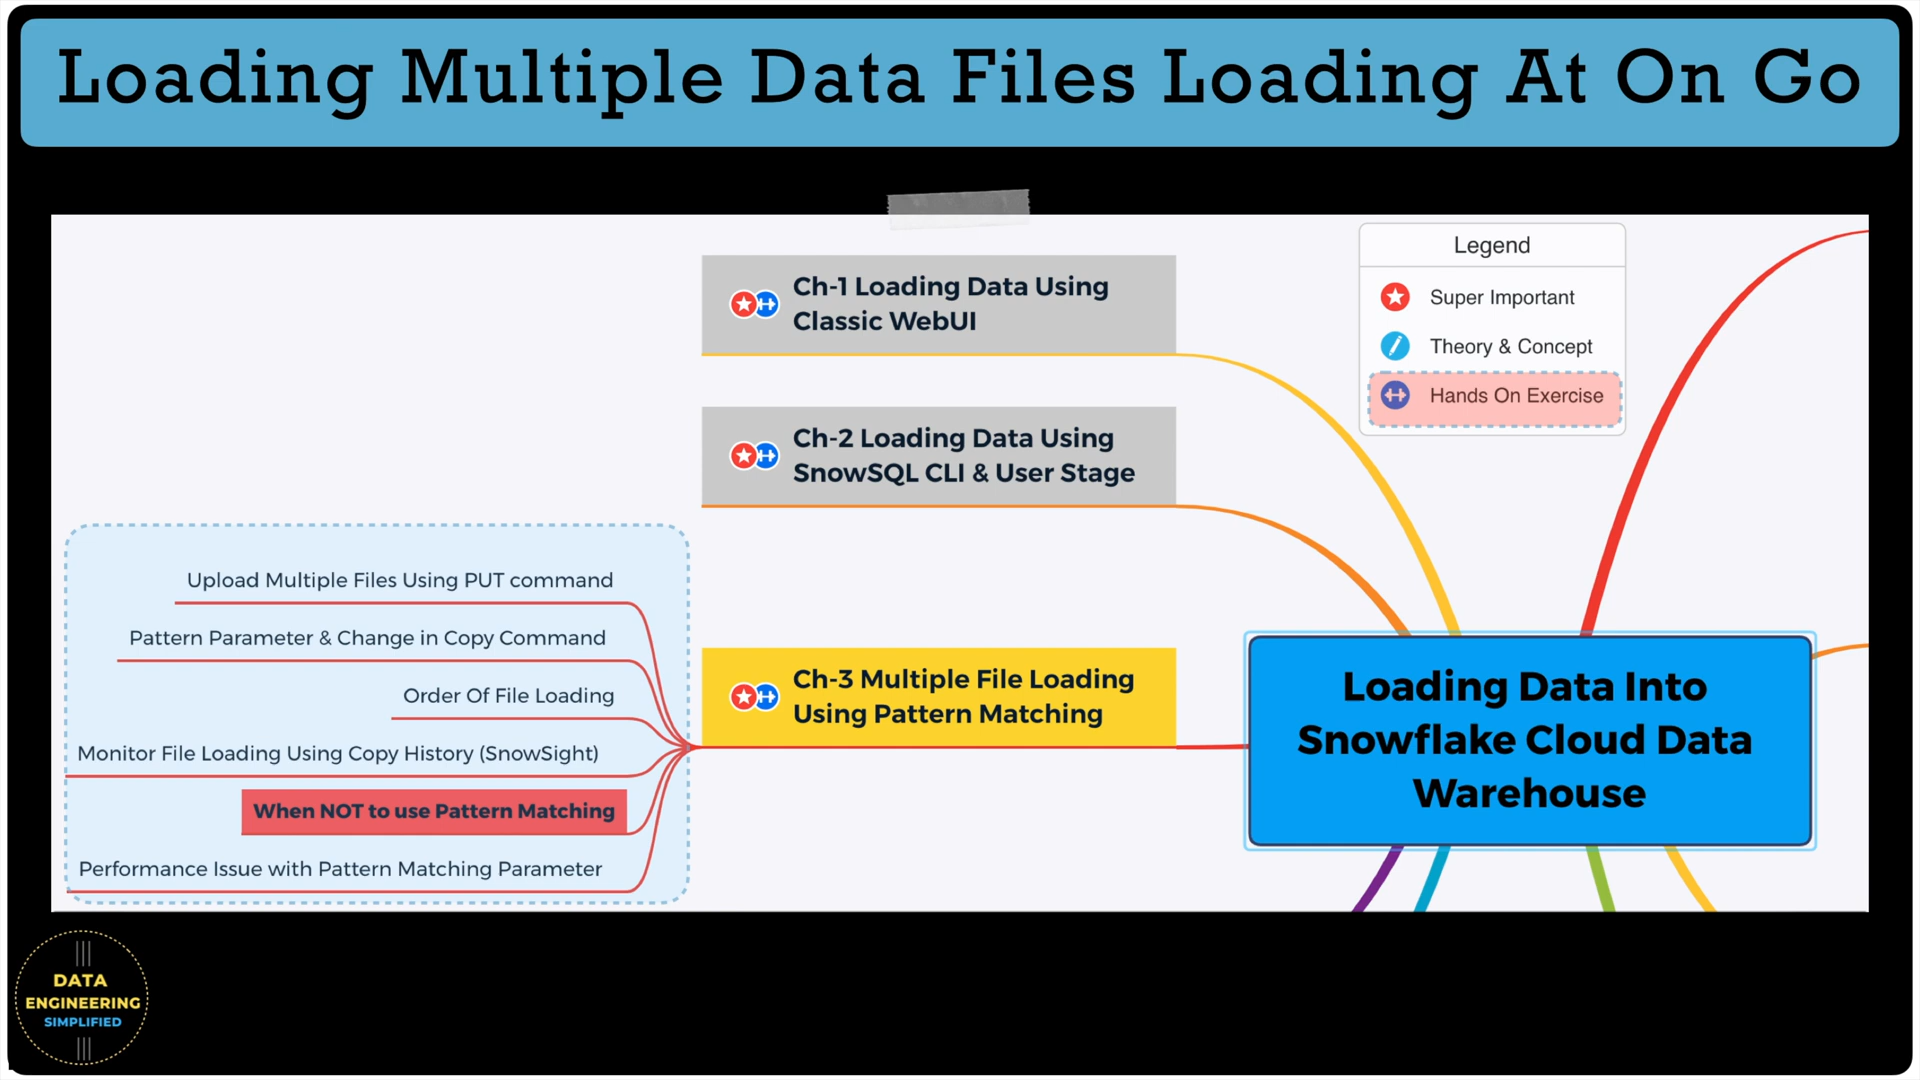 Loading Multiple Data Files Loading At On Go
Legend
Super Important
Theory & Concept
Hands On Exercise
Ch-1 Loading Data Using
Classic WebUI
Ch-2 Loading Data Using
SnowSQL CLI & User Stage
Ch-3 Multiple File Loading
Using Pattern Matching
Upload Multiple Files Using PUT command
Pattern Parameter & Change in Copy Command
Order Of File Loading
Monitor File Loading Using Copy History (SnowSight)
When NOT to use Pattern Matching
Performance Issue with Pattern Matching Parameter
Loading Data Into
Snowflake Cloud Data
Warehouse
DATA
ENGINEERING
SIMPLIFIED